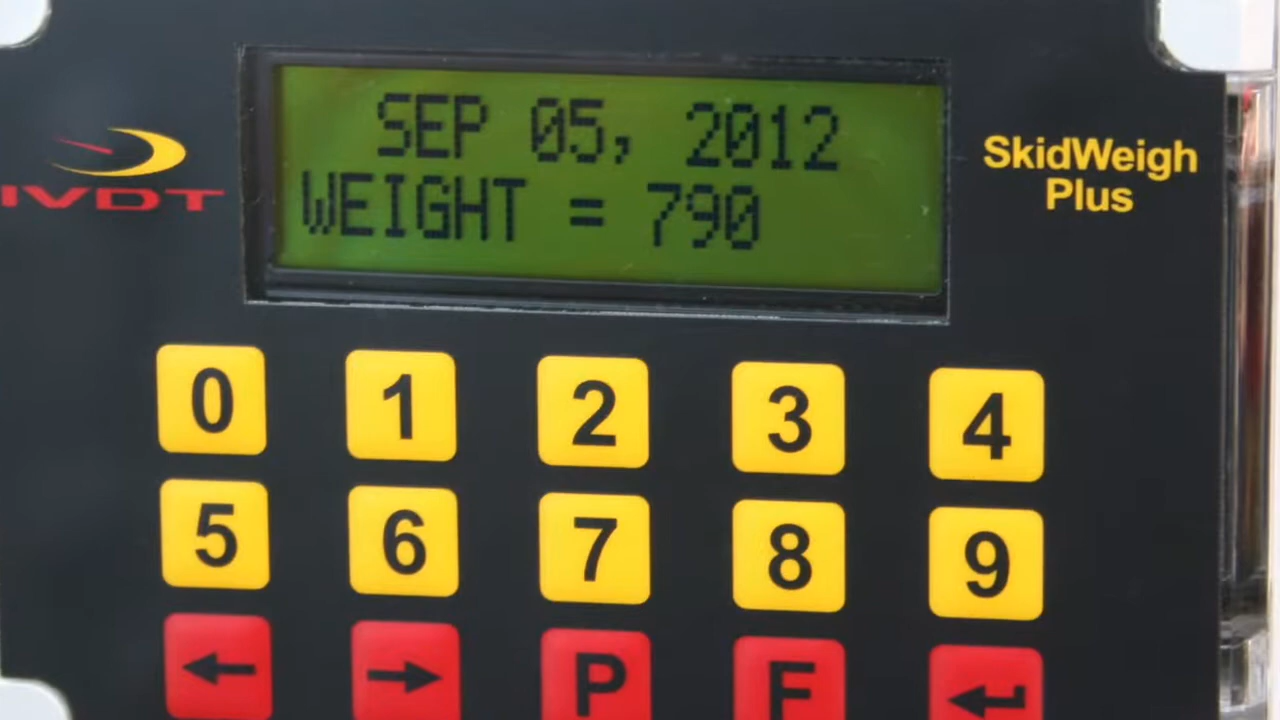 SEP 05, 2012
WEIGHT = 790
IVDT
SkidWeigh
Plus
0 1 2 3 4
5 6 7 8 9
← → P F ↵